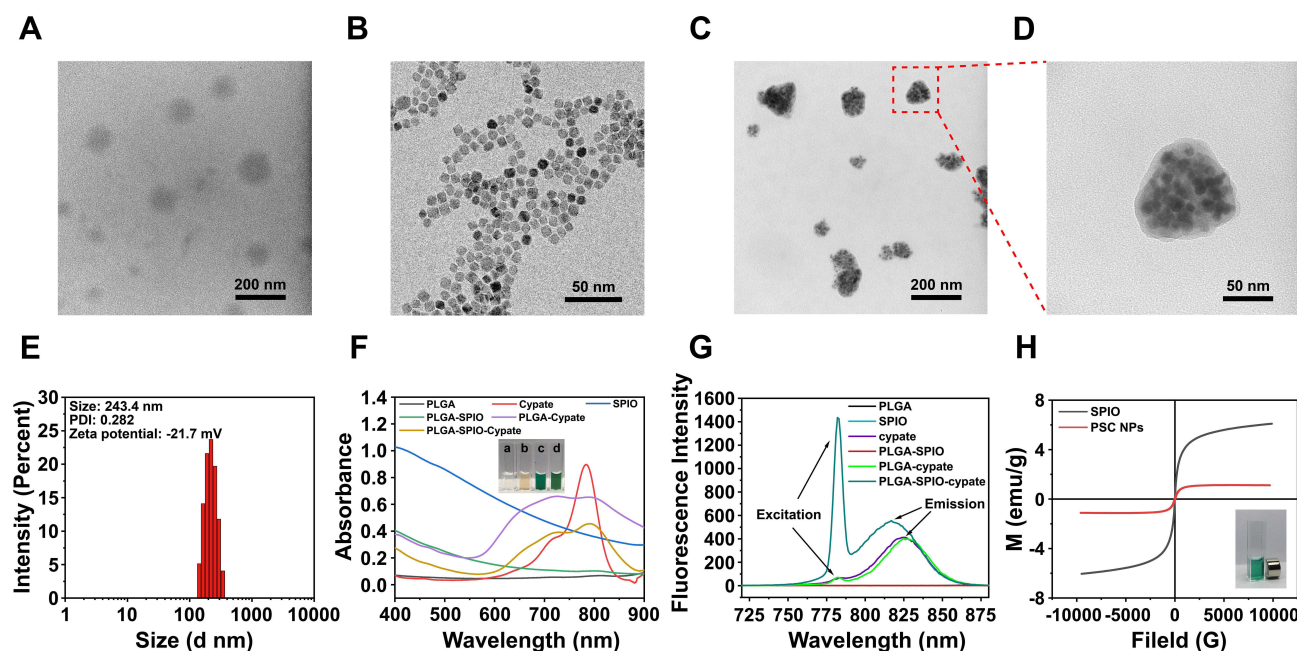 A
B
C
D
200 nm
50 nm
200 nm
50 nm
E
F
G
H
Intensity (Percent)
30
25
20
15
10
5
0
Size: 243.4 nm
PDI: 0.282
Zeta potential: -21.7 mV
1 10 100 1000 10000
Size (d nm)
Absorbance
1.4
1.2
1.0
0.8
0.6
0.4
0.2
0.0
PLGA Cypate SPIO
PLGA-SPIO PLGA-Cypate
PLGA-SPIO-Cypate
a b c d
400 500 600 700 800 900
Wavelength (nm)
Fluorescence Intensity
1600
1400
1200
1000
800
600
400
200
0
PLGA
SPIO
cypate
PLGA-SPIO
PLGA-cypate
PLGA-SPIO-cypate
Excitation
Emission
725 750 775 800 825 850 875
Wavelength (nm)
M (emu/g)
8
4
0
-4
-8
SPIO
PSC NPs
-10000 -5000 0 5000 10000
Fileld (G)